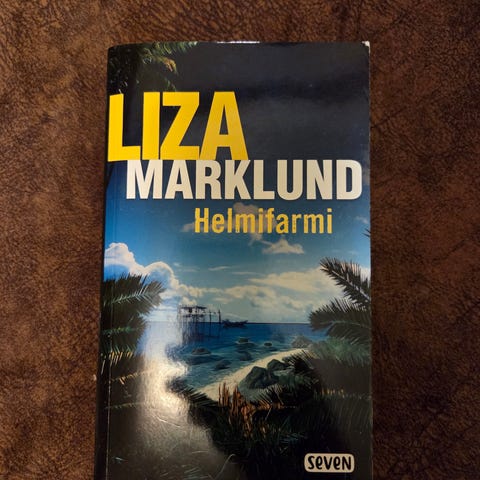 LIZA
MARKLUND
Helmifarmi
SEVEN